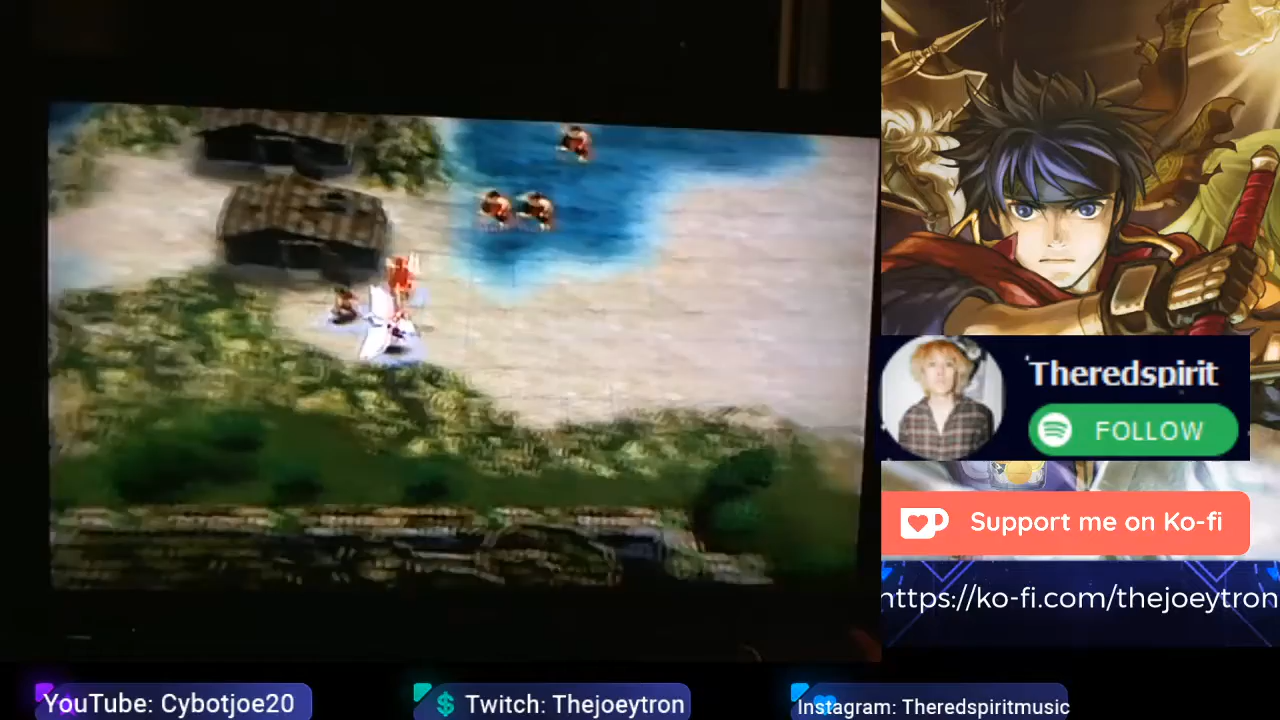 Theredspirit
FOLLOW
Support me on Ko-fi
https://ko-fi.com/thejoeytron
YouTube: Cybotjoe20
Twitch: Thejoeytron
Instagram: Theredspiritmusic